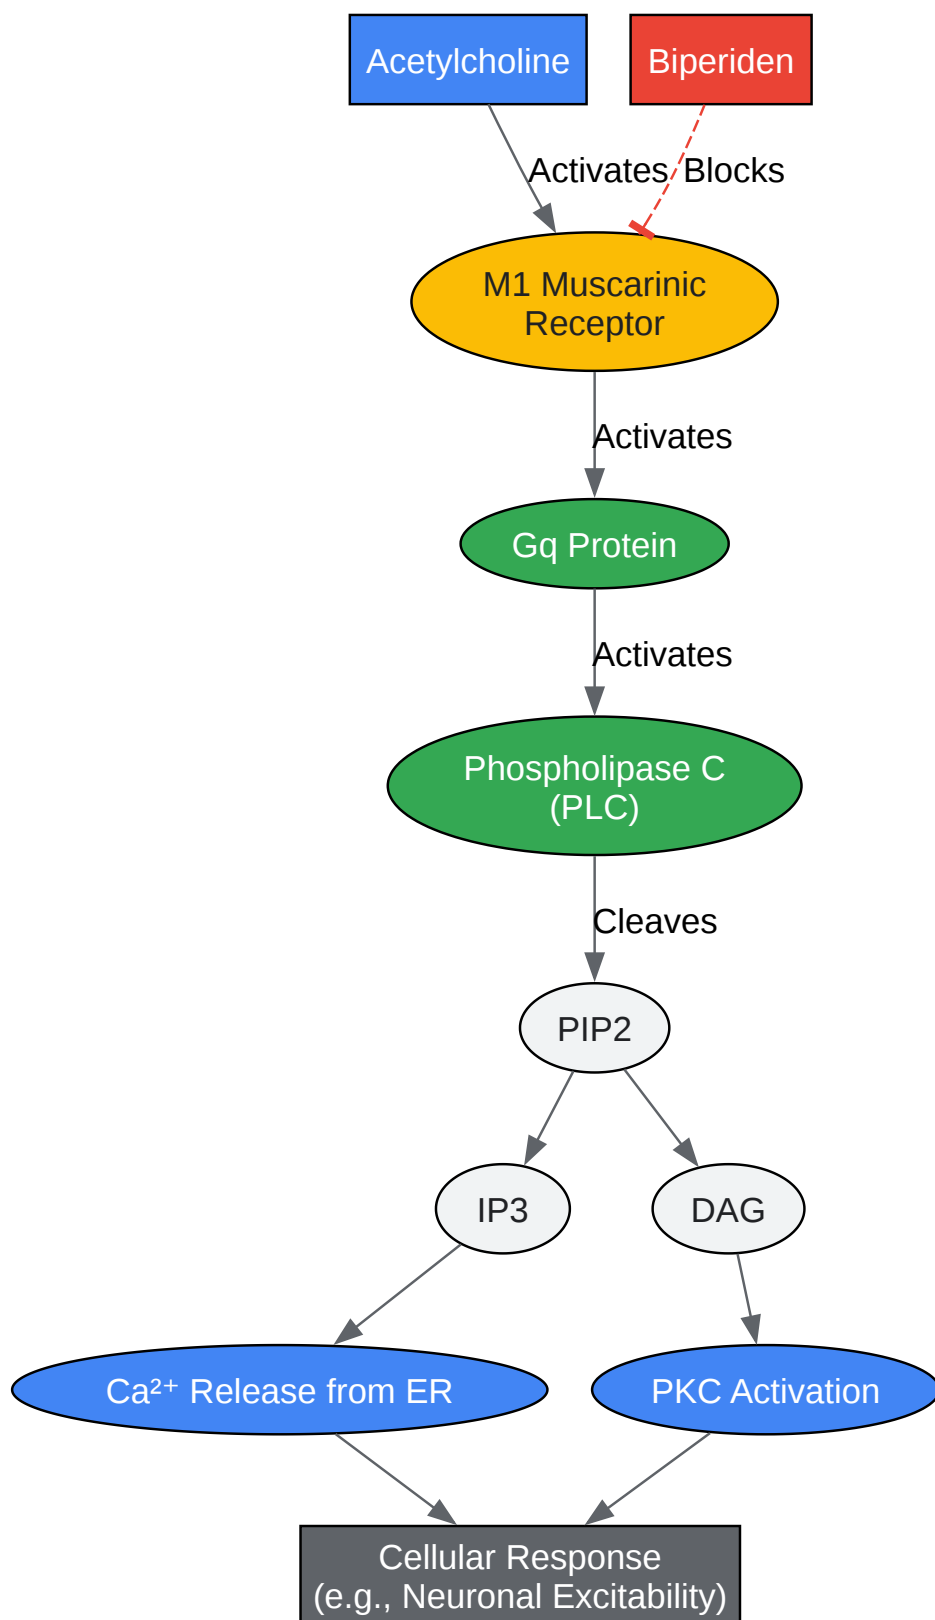 Acetylcholine
Biperiden
Activates
Blocks
M1 Muscarinic
Receptor
Activates
Gq Protein
Activates
Phospholipase C
(PLC)
Cleaves
PIP2
IP3
DAG
Ca²⁺ Release from ER
PKC Activation
Cellular Response
(e.g., Neuronal Excitability)